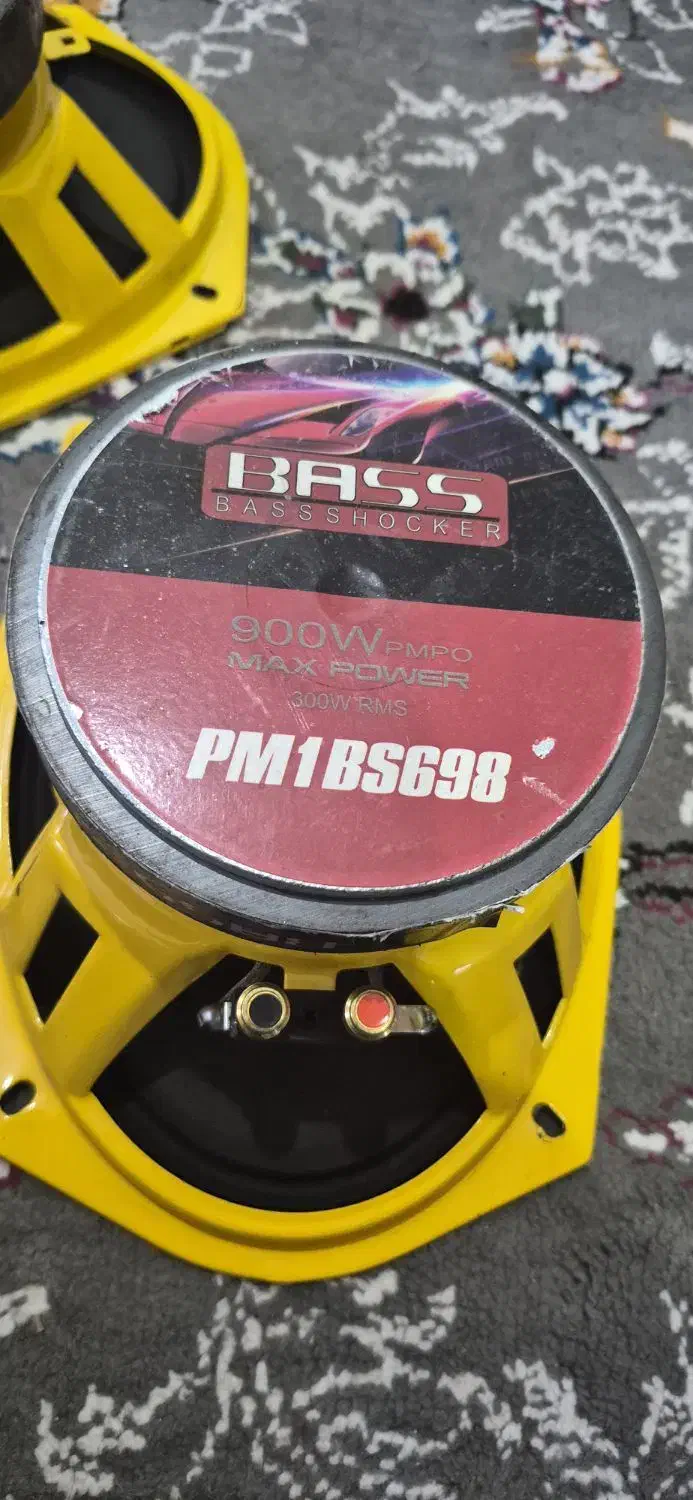 BASS
BASSSHOCKER
900W PMPO
MAX POWER
300W RMS
PM1BS698